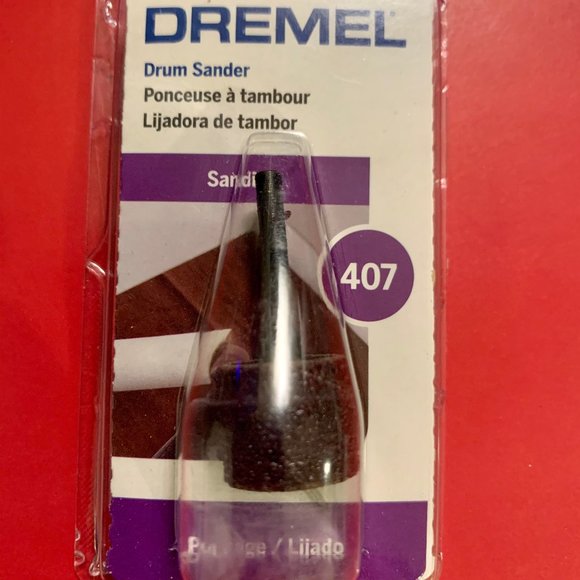 DREMEL
Drum Sander
Ponceuse à tambour
Lijadora de tambor
407
/ Lijado